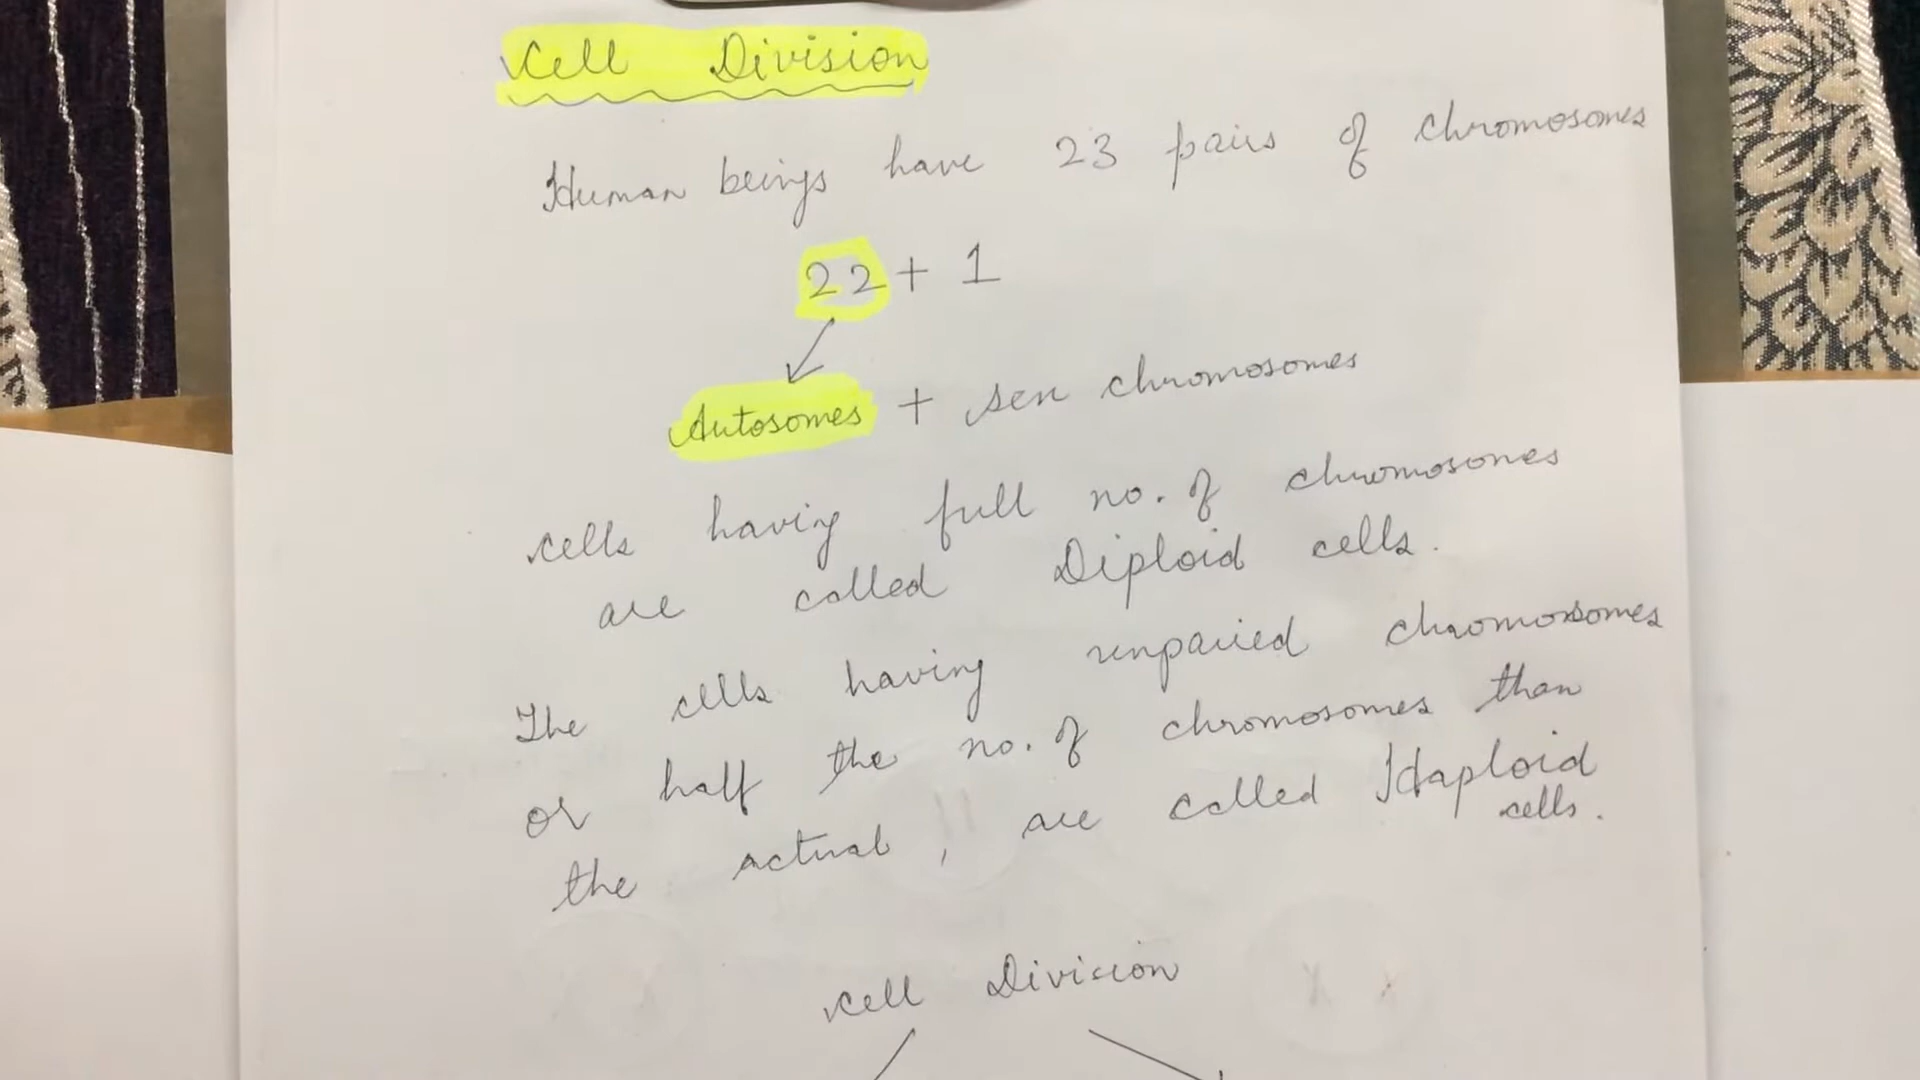 Cell Division
Human beings have 23 pairs of chromosomes
22 + 1
Autosomes + sex chromosomes
cells having full no. of chromosomes
are called Diploid cells.
The cells having unpaired chromosomes
or half the no. of chromosomes than
the actual, are called Haploid
cells.
Cell Division